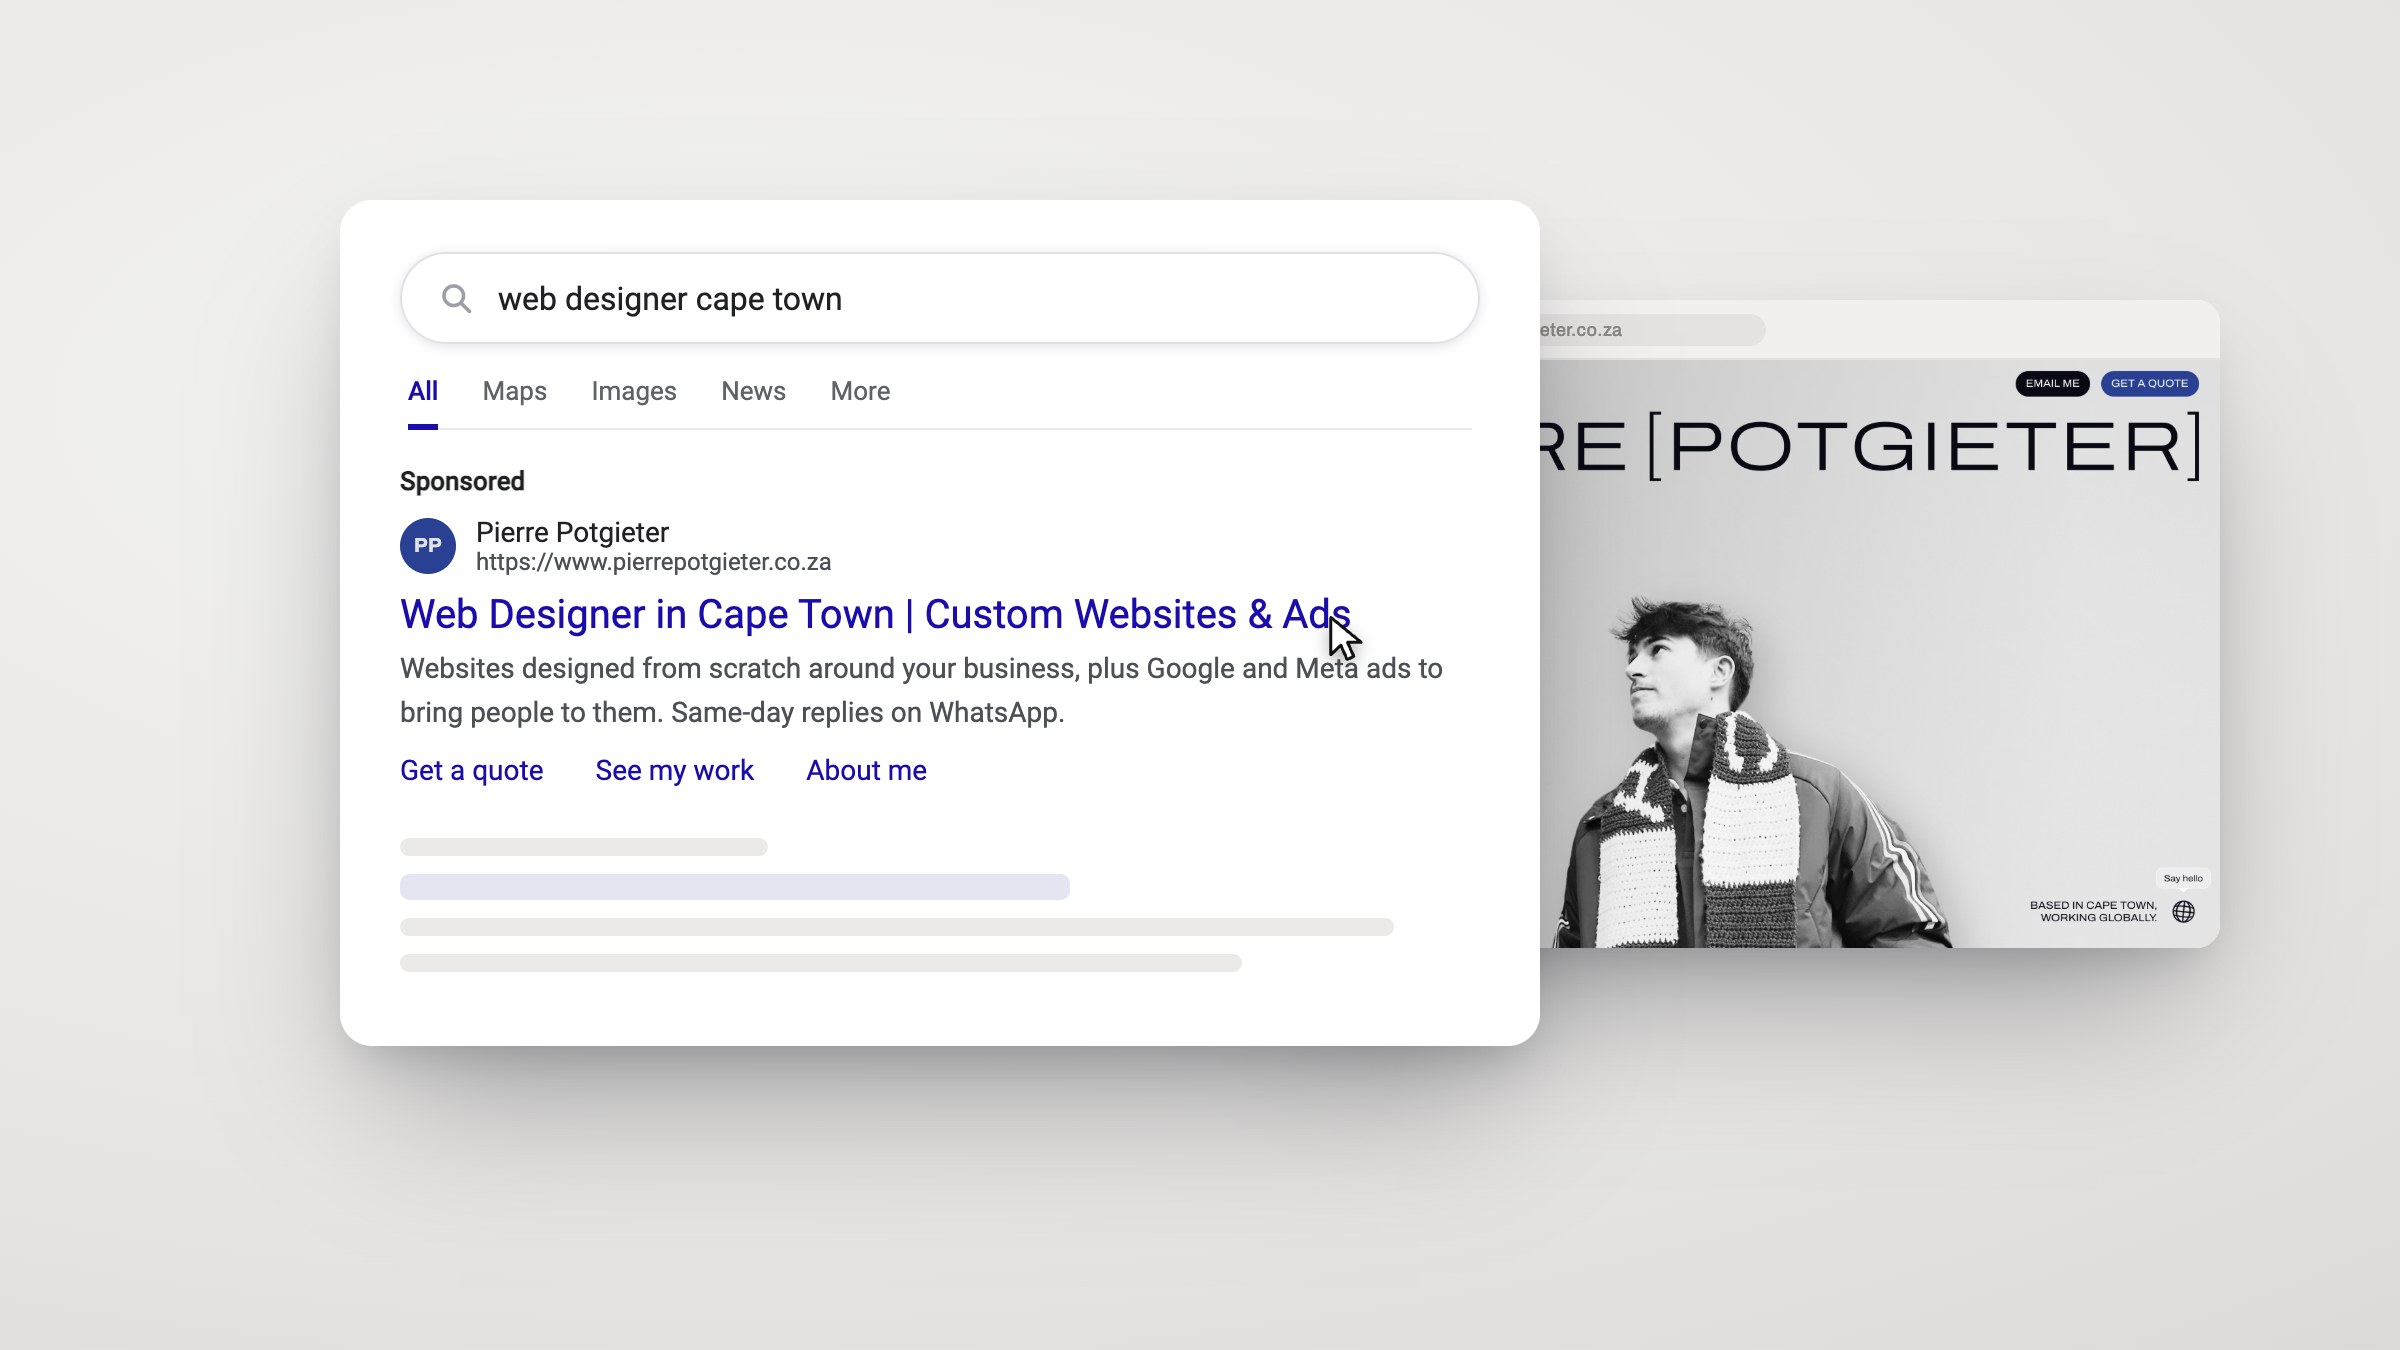 web designer cape town
All Maps Images News More
Sponsored
PP
Pierre Potgieter
https://www.pierrepotgieter.co.za
Web Designer in Cape Town | Custom Websites & Ads
Websites designed from scratch around your business, plus Google and Meta ads to
bring people to them. Same-day replies on WhatsApp.
Get a quote See my work About me
eter.co.za
EMAIL ME GET A QUOTE
RE [POTGIETER]
Say hello
BASED IN CAPE TOWN,
WORKING GLOBALLY.